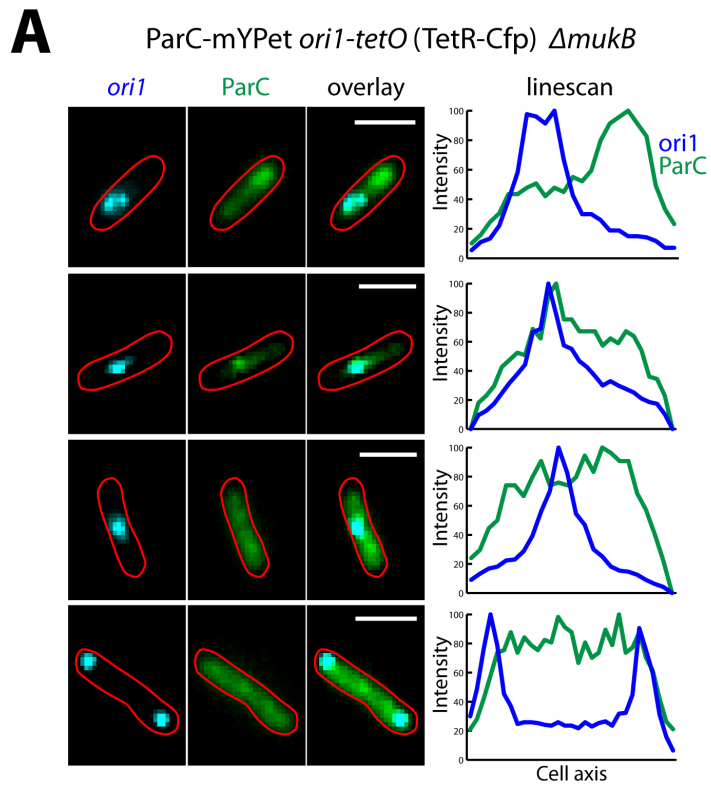 A
ParC-mYPet ori1-tetO (TetR-Cfp) ΔmukB
ori1 ParC overlay linescan
100
80
60
40
20
0
Intensity
ori1
ParC
100
80
60
40
20
0
Intensity
100
80
60
40
20
0
Intensity
100
80
60
40
20
0
Intensity
Cell axis